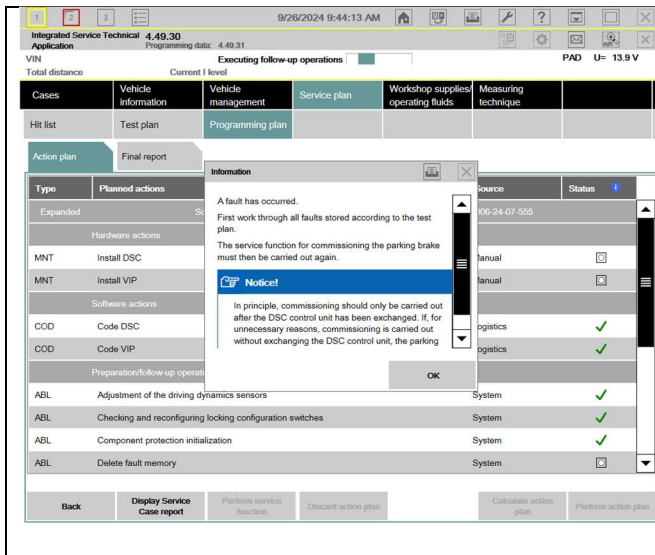 1 2 3 9/26/2024 9:44:13 AM ?
Integrated Service Technical Application 4.49.30
Programming data: 4.49.31
VIN
Executing follow-up operations
PAD U= 13.9 V
Total distance Current I level
Cases Vehicle information Vehicle management Service plan Workshop supplies/ operating fluids Measuring technique
Hit list Test plan Programming plan
Action plan Final report
Information
A fault has occurred.
First work through all faults stored according to the test
plan.
The service function for commissioning the parking brake
must then be carried out again.
Notice!
In principle, commissioning should only be carried out
after the DSC control unit has been exchanged. If, for
unnecessary reasons, commissioning is carried out
without exchanging the DSC control unit, the parking
OK
Type Planned actions Source Status i
Expanded
Hardware actions
MNT Install DSC
MNT Install VIP
Software actions
COD Code DSC
COD Code VIP
Preparation/follow-up
ABL Adjustment of the driving dynamics sensors System
ABL Checking and reconfiguring locking configuration switches System
ABL Component protection initialization System
ABL Delete fault memory System
Back Display Service Case report Perform service function Discard action plan Calculate action plan Perform action plan